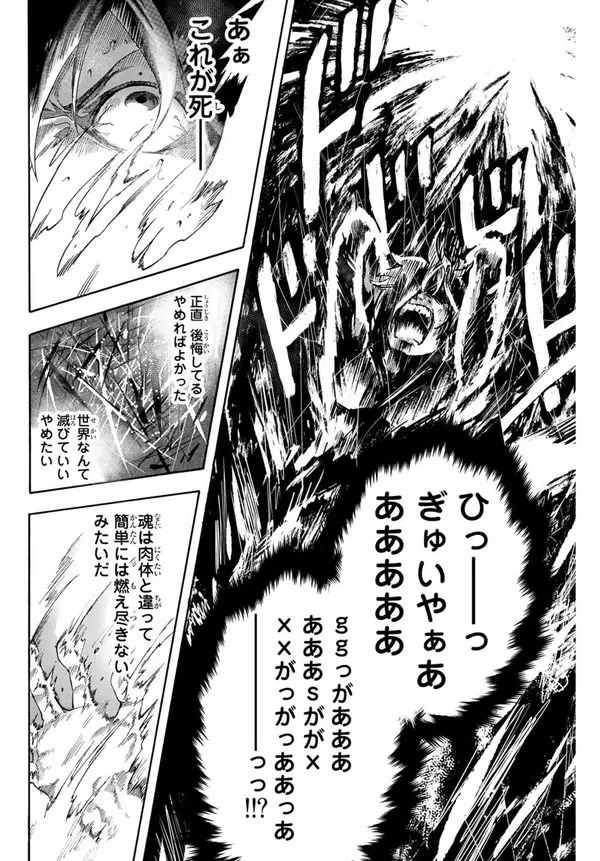 ドドドドドド
ひっ――っ
ぎゅいやぁあ
あああああ
ggっがあああ
あああsががx
xxがっがっああっあ
――――っっ!!?
あぁ
これが死――
正直 後悔してる
やめればよかった
世界なんて
滅びていい
やめたい
魂は肉体と違って
簡単には燃え尽きない
みたいだ